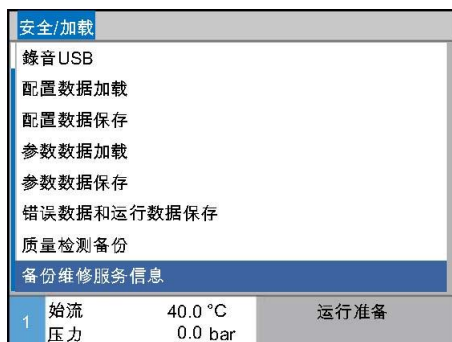 安全/加载
錄音USB
配置数据加载
配置数据保存
参数数据加载
参数数据保存
错误数据和运行数据保存
质量检测备份
备份维修服务信息
1 始流 40.0 °C 运行准备
压力 0.0 bar